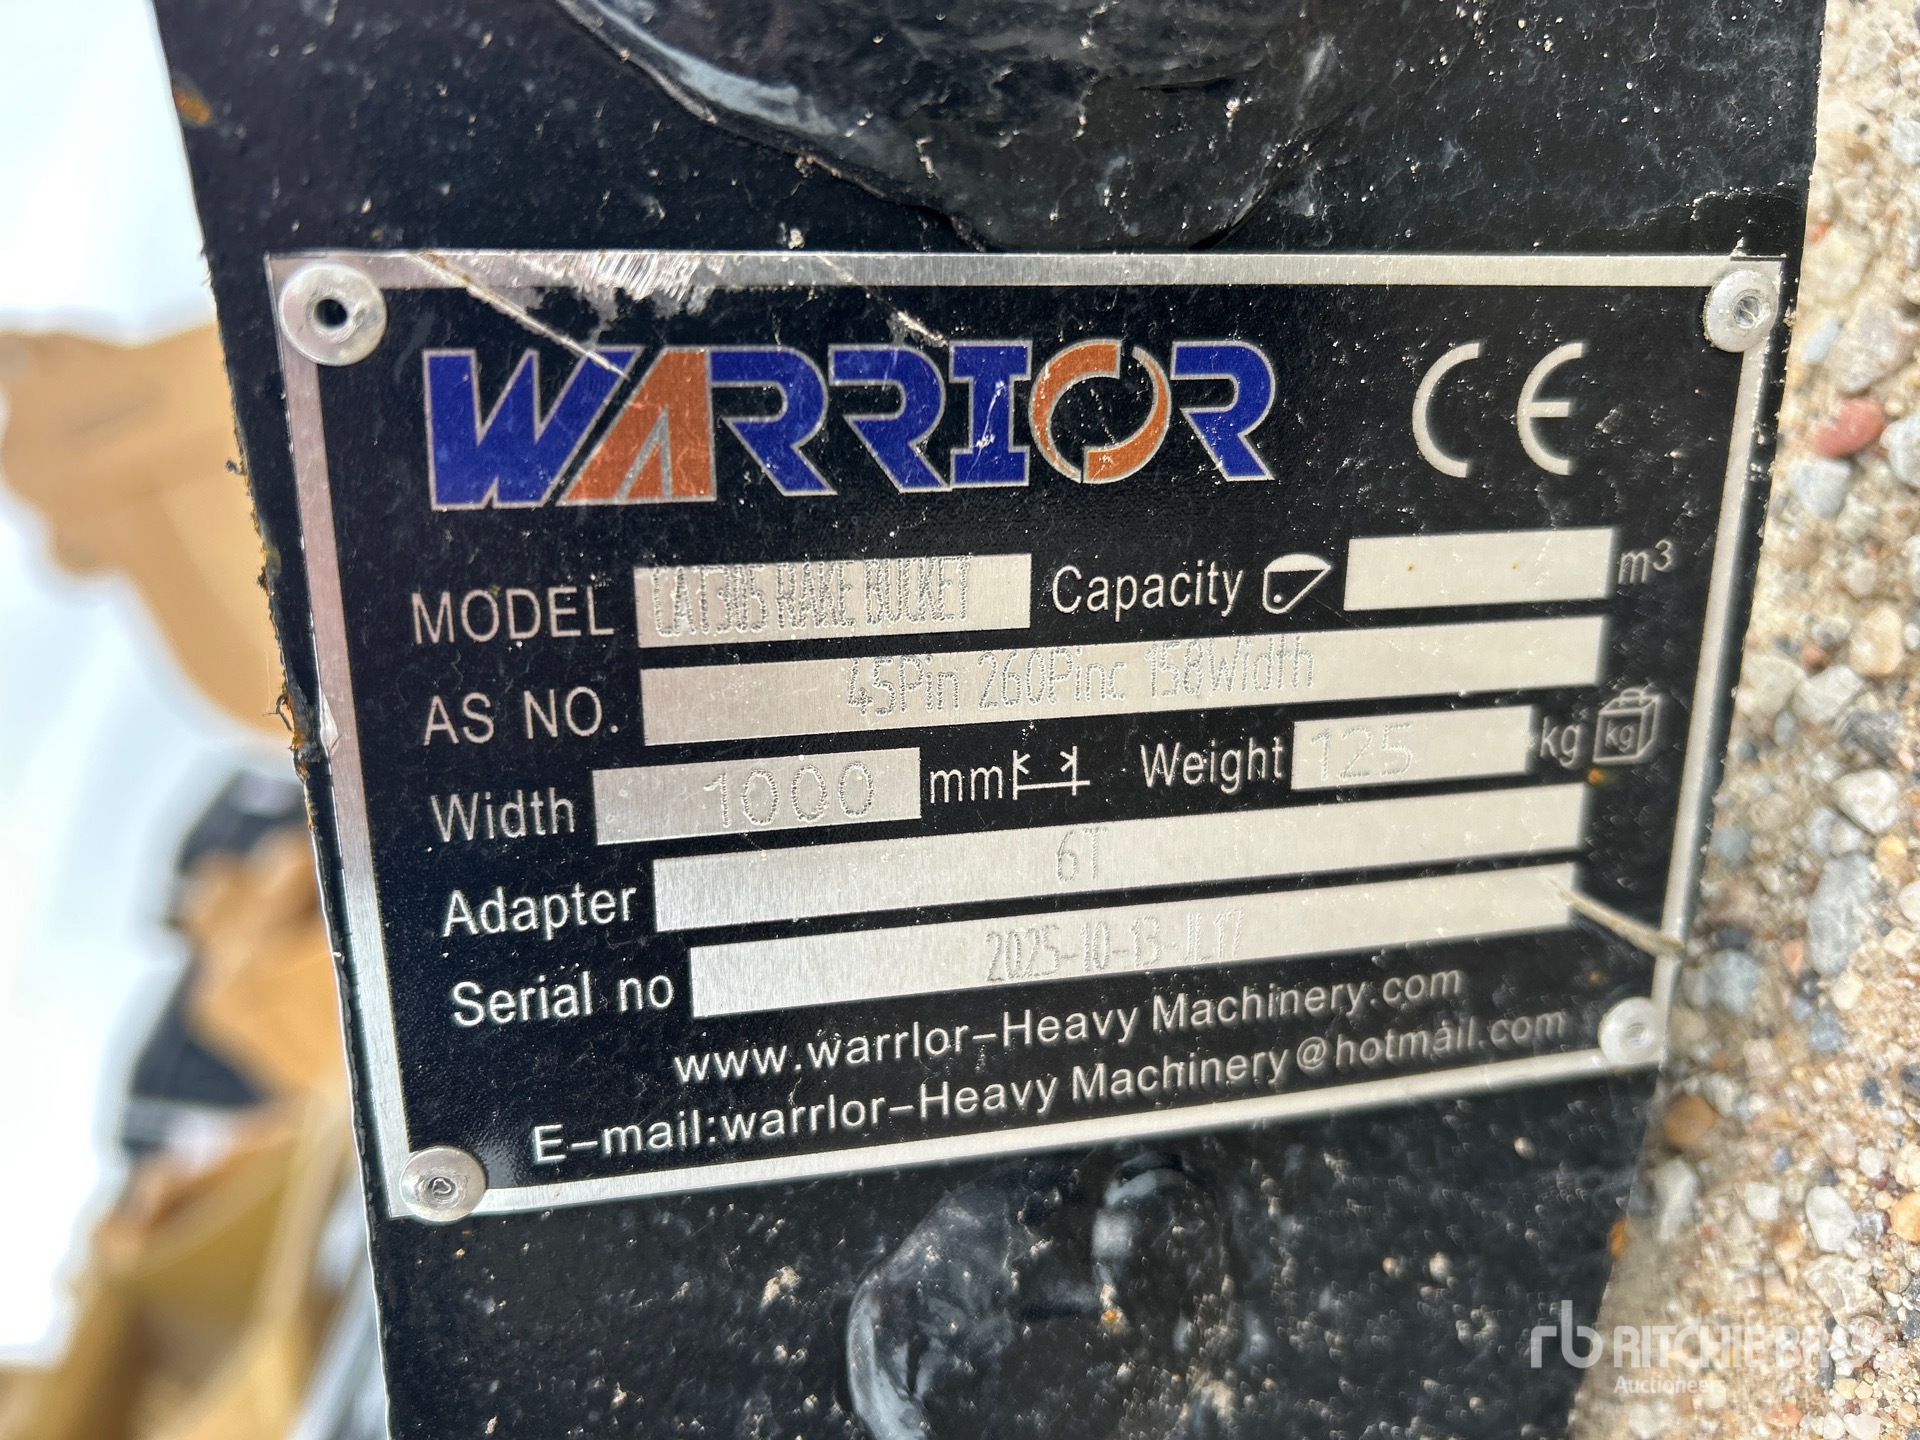 WARRIOR CE
MODEL CAT305 RAKE BUCKET Capacity m³
AS NO. 45Pin 260Pinc 158Width
Width 1000 mm Weight 125 kg kg
Adapter 6T
Serial no 2025-10-13-JL17
www.warrlor-Heavy Machinery.com
E-mail:warrlor-Heavy Machinery@hotmail.com
rb RITCHIE BROS
Auctioneers